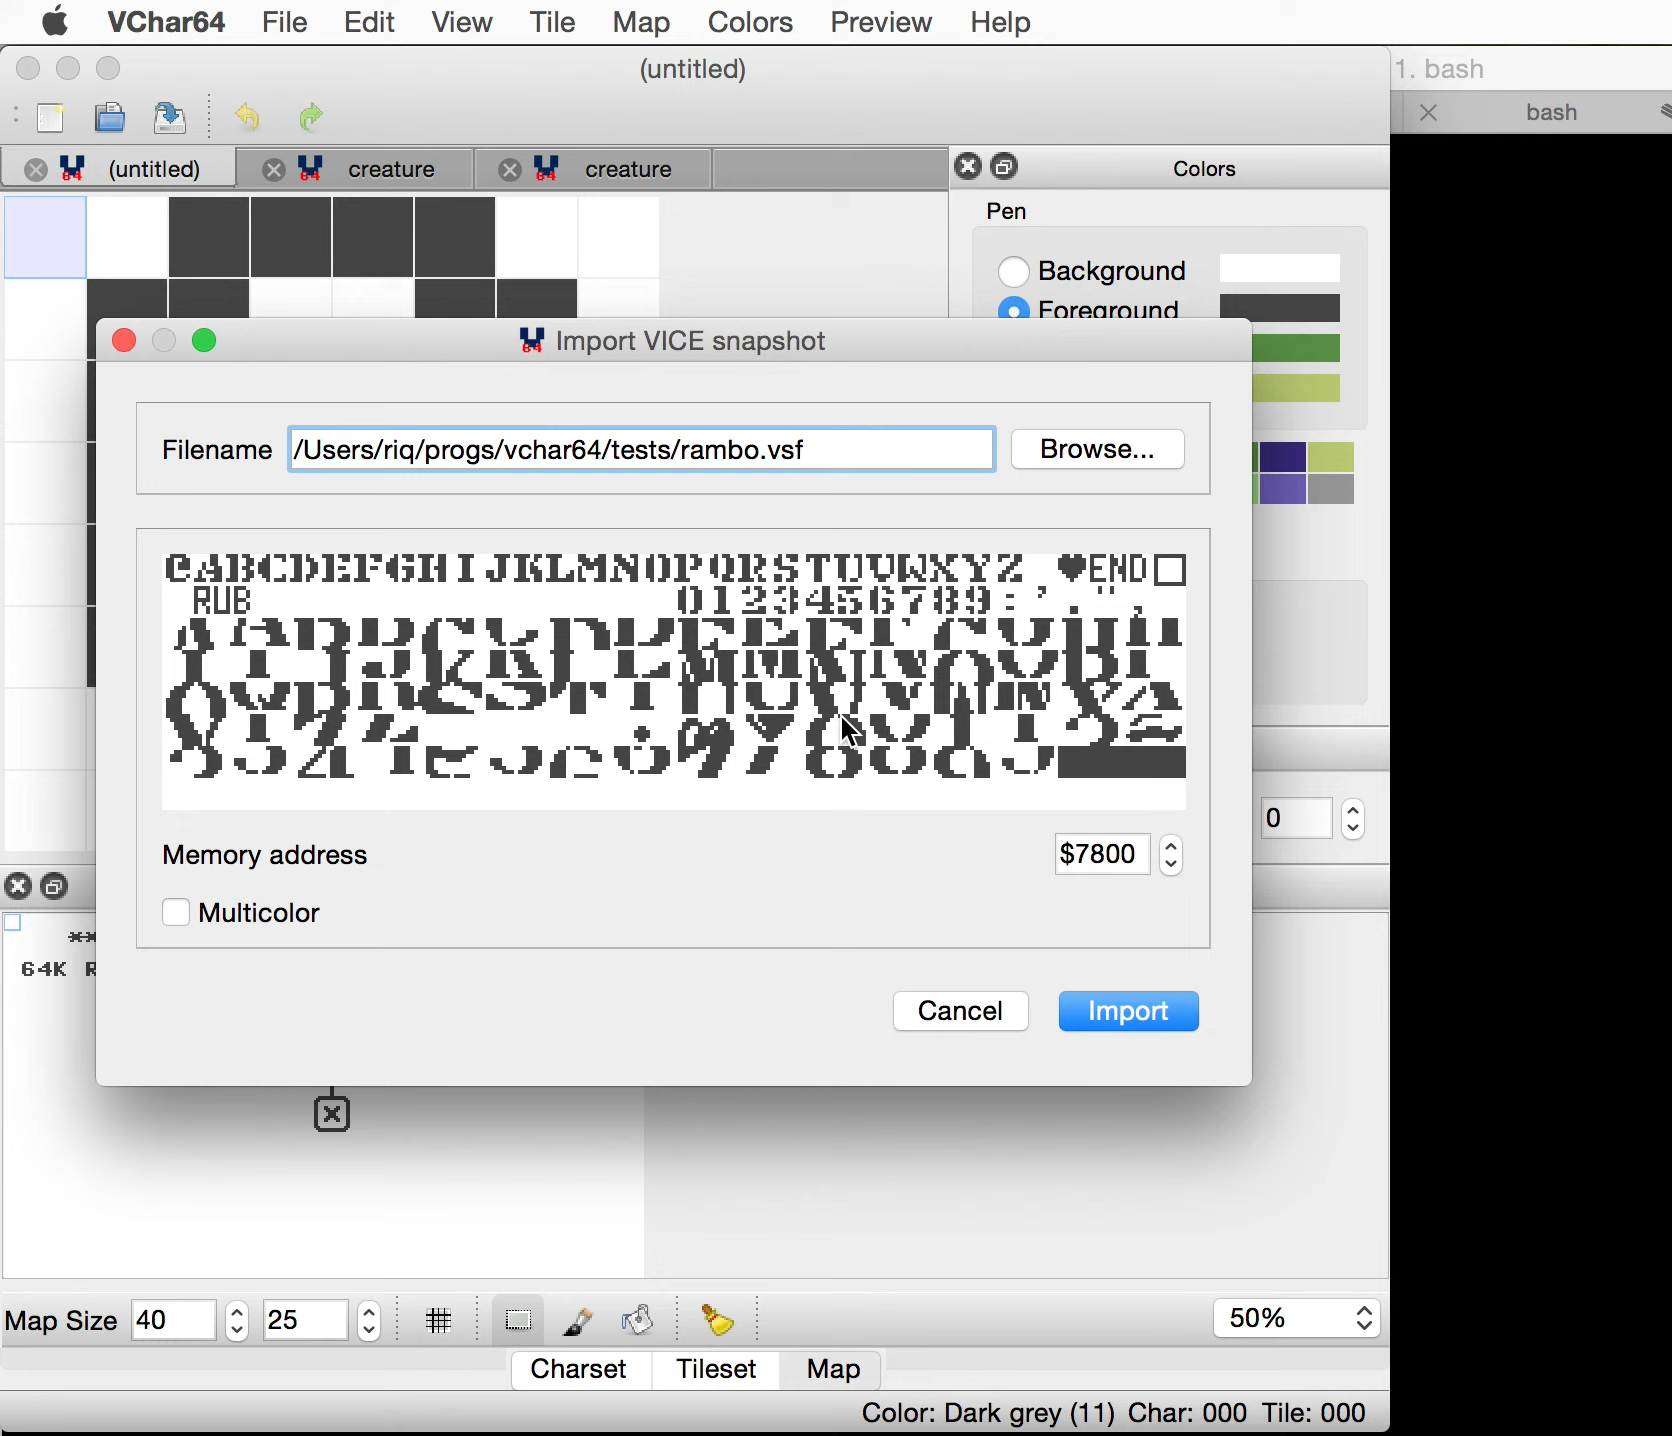 VChar64 File Edit View Tile Map Colors Preview Help
(untitled)
1. bash
bash
(untitled) creature creature
Colors
Pen
Background
Foreground
Import VICE snapshot
Filename /Users/riq/progs/vchar64/tests/rambo.vsf Browse...
@ABCDEFGHIJKLMNOPQRSTUVWXYZ ♥END
RUB 0123456789:'.",
0
Memory address $7800
Multicolor
64K R
Cancel Import
Map Size 40 25 50%
Charset Tileset Map
Color: Dark grey (11) Char: 000 Tile: 000